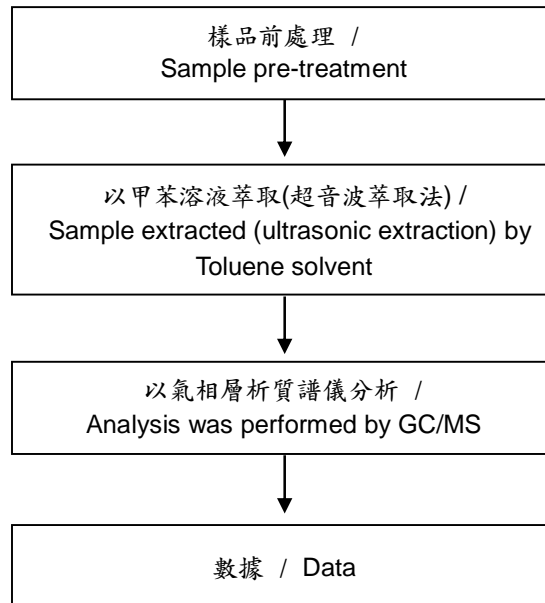 樣品前處理 /
Sample pre-treatment
以甲苯溶液萃取(超音波萃取法) /
Sample extracted (ultrasonic extraction) by
Toluene solvent
以氣相層析質譜儀分析 /
Analysis was performed by GC/MS
數據 / Data